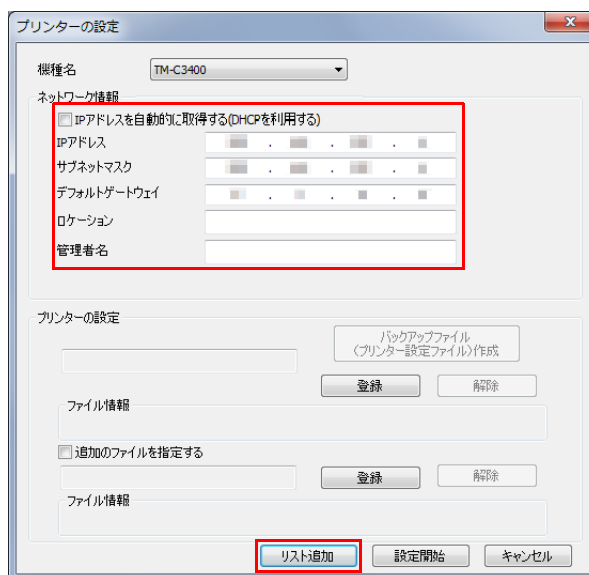 プリンターの設定
機種名 TM-C3400
ネットワーク情報
IPアドレスを自動的に取得する(DHCPを利用する)
IPアドレス
サブネットマスク
デフォルトゲートウェイ
ロケーション
管理者名
プリンターの設定
バックアップファイル
(プリンター設定ファイル)作成
登録 解除
ファイル情報
追加のファイルを指定する
登録 解除
ファイル情報
リスト追加 設定開始 キャンセル